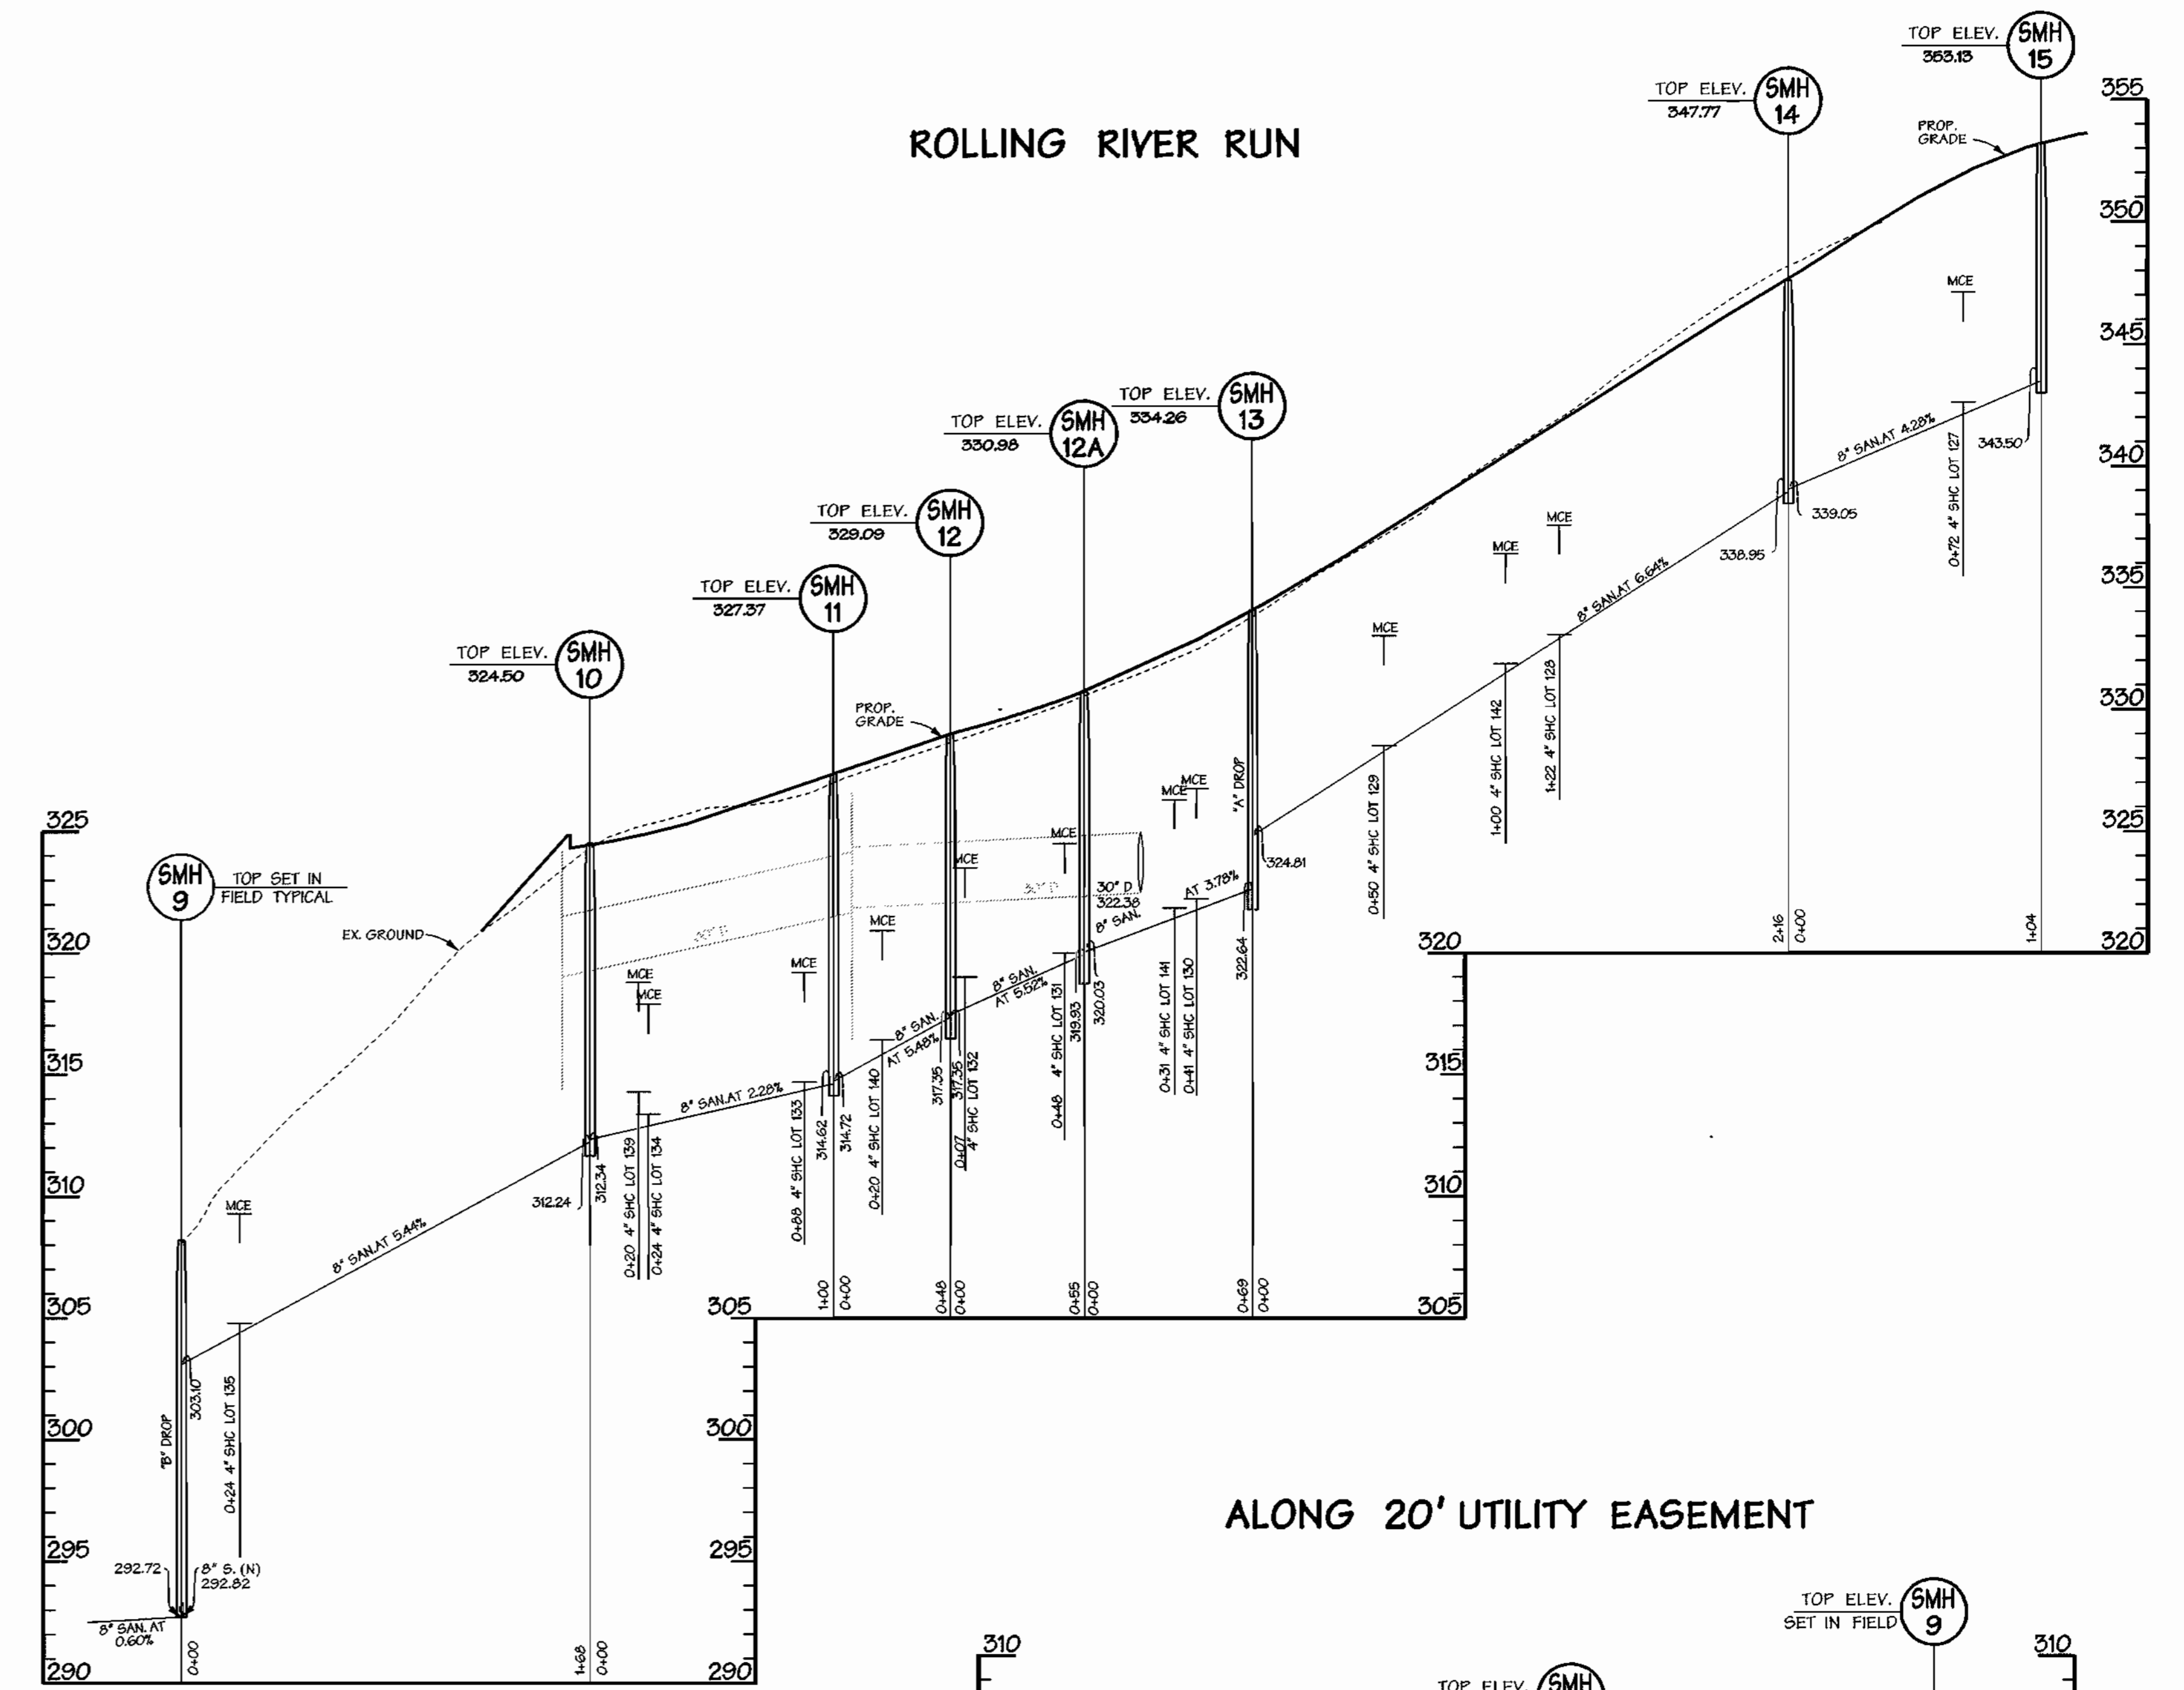 ROLLING RIVER RUN
TOP ELEV.
353.13
SMH
15
TOP ELEV.
347.77
SMH
14
PROP.
GRADE
355
350
345
340
335
330
325
320
MCE
8" SAN.AT 4.28%
343.50
0+72 4" SHC LOT 127
339.05
338.95
8" SAN.AT 6.64%
MCE
MCE
1+22 4" SHC LOT 128
1+00 4" SHC LOT 142
MCE
0+50 4" SHC LOT 129
2+16
0+00
1+04
320
315
310
305
TOP ELEV.
334.26
SMH
13
TOP ELEV.
330.98
SMH
12A
TOP ELEV.
329.09
SMH
12
TOP ELEV.
327.37
SMH
11
TOP ELEV.
324.50
SMH
10
PROP.
GRADE
"A" DROP
324.81
MCE
MCE
MCE
MCE
30" D
30" D
322.38
8" SAN.
AT 3.78%
322.64
0+31 4" SHC LOT 141
0+41 4" SHC LOT 130
8" SAN.
AT 5.52%
0+48 4" SHC LOT 131
319.93
320.03
8" SAN.
AT 5.48%
317.35
317.35
0+07
4" SHC LOT 132
MCE
0+20 4" SHC LOT 140
MCE
0+88 4" SHC LOT 133
314.62
314.72
8" SAN.AT 2.28%
MCE
MCE
0+20 4" SHC LOT 139
0+24 4" SHC LOT 134
312.24
312.34
1+00
0+00
0+48
0+00
0+55
0+00
0+69
0+00
325
320
315
310
305
300
295
290
SMH
9
TOP SET IN
FIELD TYPICAL
EX. GROUND
MCE
8" SAN.AT 5.44%
303.10
"B" DROP
0+24 4" SHC LOT 135
292.72
8" S. (N)
292.82
8" SAN. AT
0.60%
0+00
1+68
0+00
305
300
295
290
ALONG 20' UTILITY EASEMENT
TOP ELEV.
SET IN FIELD
SMH
9
310
310
TOP ELEV.
SMH